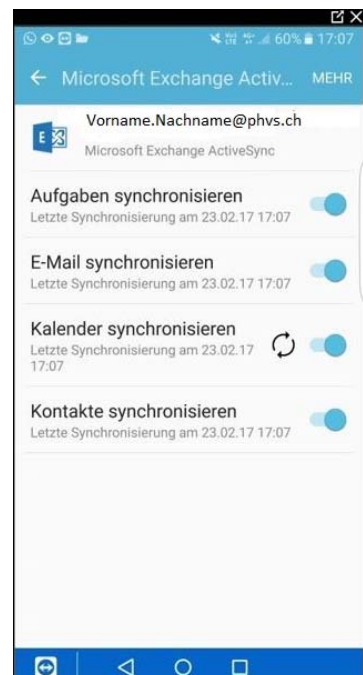 60% 17:07
Microsoft Exchange Activ... MEHR
Vorname.Nachname@phvs.ch
Microsoft Exchange ActiveSync
Aufgaben synchronisieren
Letzte Synchronisierung am 23.02.17 17:07
E-Mail synchronisieren
Letzte Synchronisierung am 23.02.17 17:07
Kalender synchronisieren
Letzte Synchronisierung am 23.02.17
17:07
Kontakte synchronisieren
Letzte Synchronisierung am 23.02.17 17:07